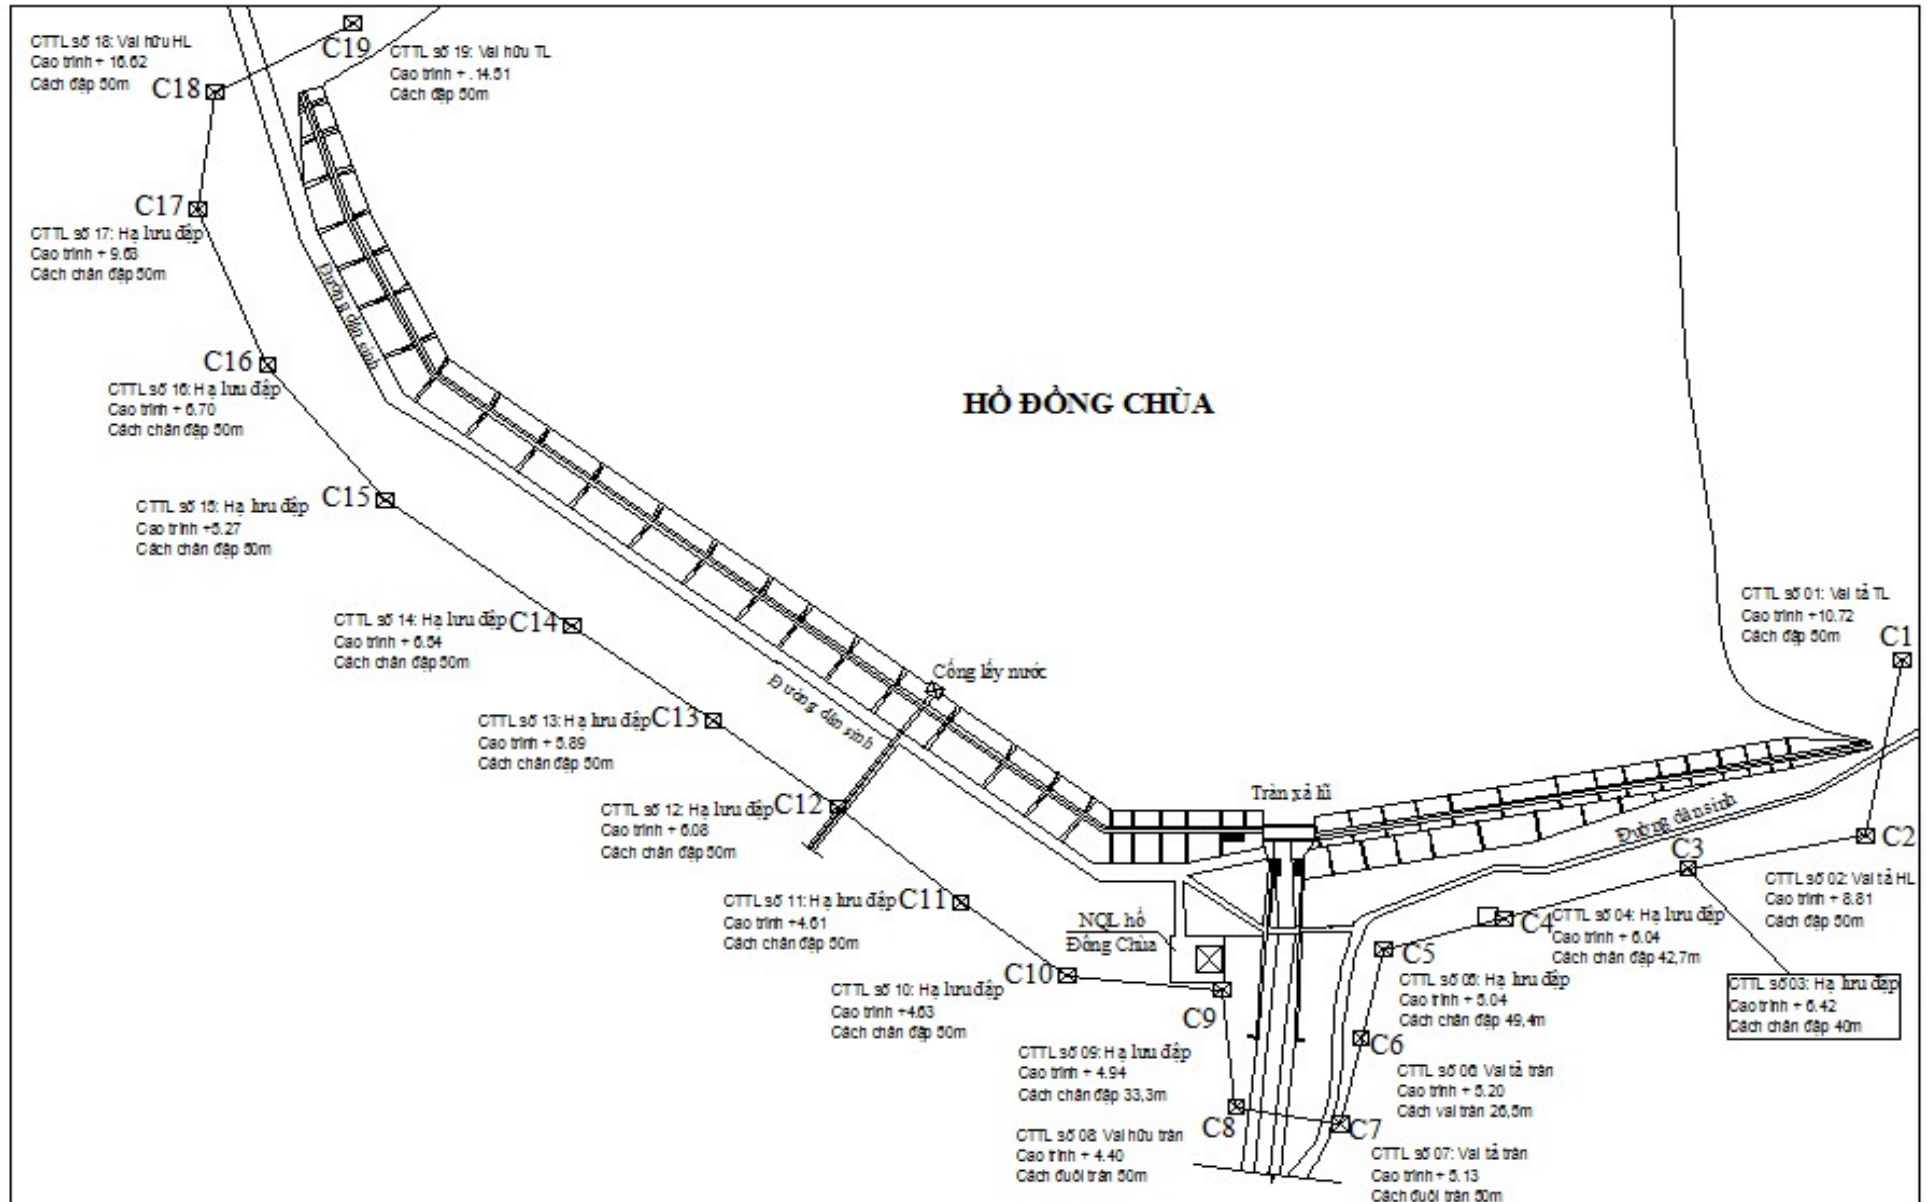 CTTL số 18: Vai hữu HL
Cao trình + 16.62
Cách đập 50m
C18
C19
CTTL số 19: Vai hữu TL
Cao trình + . 14.51
Cách đập 50m
C17
CTTL số 17: Hạ lưu đập
Cao trình + 9.63
Cách chân đập 50m
Đường dân sinh
C16
CTTL số 16: Hạ lưu đập
Cao trình + 6.70
Cách chân đập 50m
HỒ ĐỒNG CHÙA
C15
CTTL số 15: Hạ lưu đập
Cao trình +5.27
Cách chân đập 50m
CTTL số 01: Vai tả TL
Cao trình +10.72
Cách đập 50m
C1
CTTL số 14: Hạ lưu đập
Cao trình + 6.54
Cách chân đập 50m
C14
Cống lấy nước
Đường dân sinh
CTTL số 13: Hạ lưu đập
Cao trình + 5.89
Cách chân đập 50m
C13
CTTL số 12: Hạ lưu đập
Cao trình + 6.08
Cách chân đập 50m
C12
Tràn xả lũ
Đường dân sinh
C2
C3
CTTL số 02: Vai tả HL
Cao trình + 8.81
Cách đập 50m
CTTL số 11: Hạ lưu đập
Cao trình +4.61
Cách chân đập 50m
C11
NQL hồ
Đồng Chùa
C4
CTTL số 04: Hạ lưu đập
Cao trình + 6.04
Cách chân đập 42,7m
C5
CTTL số 05: Hạ lưu đập
Cao trình + 5.04
Cách chân đập 49,4m
CTTL số 03: Hạ lưu đập
Cao trình + 6.42
Cách chân đập 40m
C10
CTTL số 10: Hạ lưu đập
Cao trình +4.63
Cách chân đập 50m
C9
CTTL số 09: Hạ lưu đập
Cao trình + 4.94
Cách chân đập 33,3m
C6
CTTL số 06: Vai tả tràn
Cao trình + 5.20
Cách vai tràn 26,5m
C8
CTTL số 08: Vai hữu tràn
Cao trình + 4.40
Cách đuôi tràn 50m
C7
CTTL số 07: Vai tả tràn
Cao trình + 5.13
Cách đuôi tràn 50m